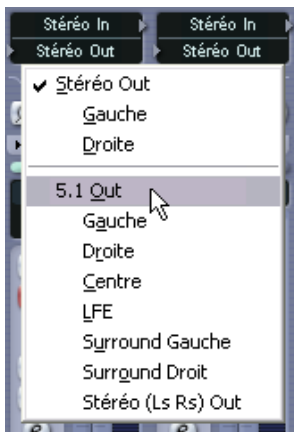 Stéréo In Stéréo In
Stéréo Out Stéréo Out
Stéréo Out
Gauche
Droite
5.1 Out
Gauche
Droite
Centre
LFE
Surround Gauche
Surround Droit
Stéréo (Ls Rs) Out
e e